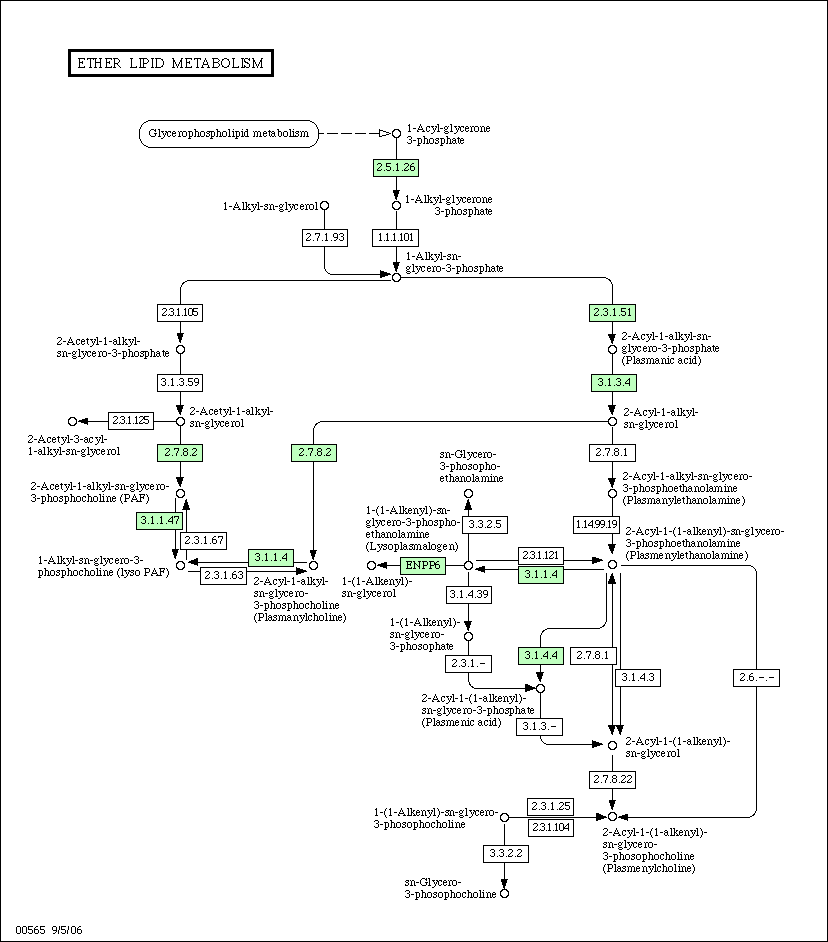 ETHER LIPID METABOLISM
Glycerophospholipid metabolism
1-Acyl-glycerone
3-phosphate
2.5.1.26
1-Alkyl-sn-glycerol
1-Alkyl-glycerone
3-phosphate
2.7.1.93
1.1.1.101
1-Alkyl-sn-
glycero-3-phosphate
2.3.1.105
2.3.1.51
2-Acetyl-1-alkyl-
sn-glycero-3-phosphate
2-Acyl-1-alkyl-sn-
glycero-3-phosphate
(Plasmanic acid)
3.1.3.59
3.1.3.4
2.3.1.125
2-Acetyl-1-alkyl-
sn-glycerol
2-Acyl-1-alkyl-
sn-glycerol
2-Acetyl-3-acyl-
1-alkyl-sn-glycerol
2.7.8.2
2.7.8.2
2.7.8.1
sn-Glycero-
3-phosopho-
ethanolamine
2-Acetyl-1-alkyl-sn-glycero-
3-phosphocholine (PAF)
2-Acyl-1-alkyl-sn-glycero-
3-phosphoethanolamine
(Plasmanylethanolamine)
3.1.1.47
2.3.1.67
1-(1-Alkenyl)-sn-
glycero-3-phospho-
ethanolamine
(Lysoplasmalogen)
3.3.2.5
1.14.99.19
2-Acyl-1-(1-alkenyl)-sn-glycero-
3-phosphoethanolamine
(Plasmenylethanolamine)
1-Alkyl-sn-glycero-3-
phosphocholine (lyso PAF)
3.1.1.4
2.3.1.63
2-Acyl-1-alkyl-
sn-glycero-
3-phosphocholine
(Plasmanylcholine)
ENPP6
1-(1-Alkenyl)-
sn-glycerol
2.3.1.121
3.1.1.4
3.1.4.39
1-(1-Alkenyl)-
sn-glycero-
3-phosophate
2.3.1.-
3.1.4.4
2.7.8.1
3.1.4.3
2.6.-.-
2-Acyl-1-(1-alkenyl)-
sn-glycero-3-phosphate
(Plasmenic acid)
3.1.3.-
2-Acyl-1-(1-alkenyl)-
sn-glycerol
2.7.8.22
1-(1-Alkenyl)-sn-glycero-
3-phosophocholine
2.3.1.25
2.3.1.104
2-Acyl-1-(1-alkenyl)-
sn-glycero-
3-phosophocholine
(Plasmenylcholine)
3.3.2.2
sn-Glycero-
3-phosophocholine
00565 9/5/06